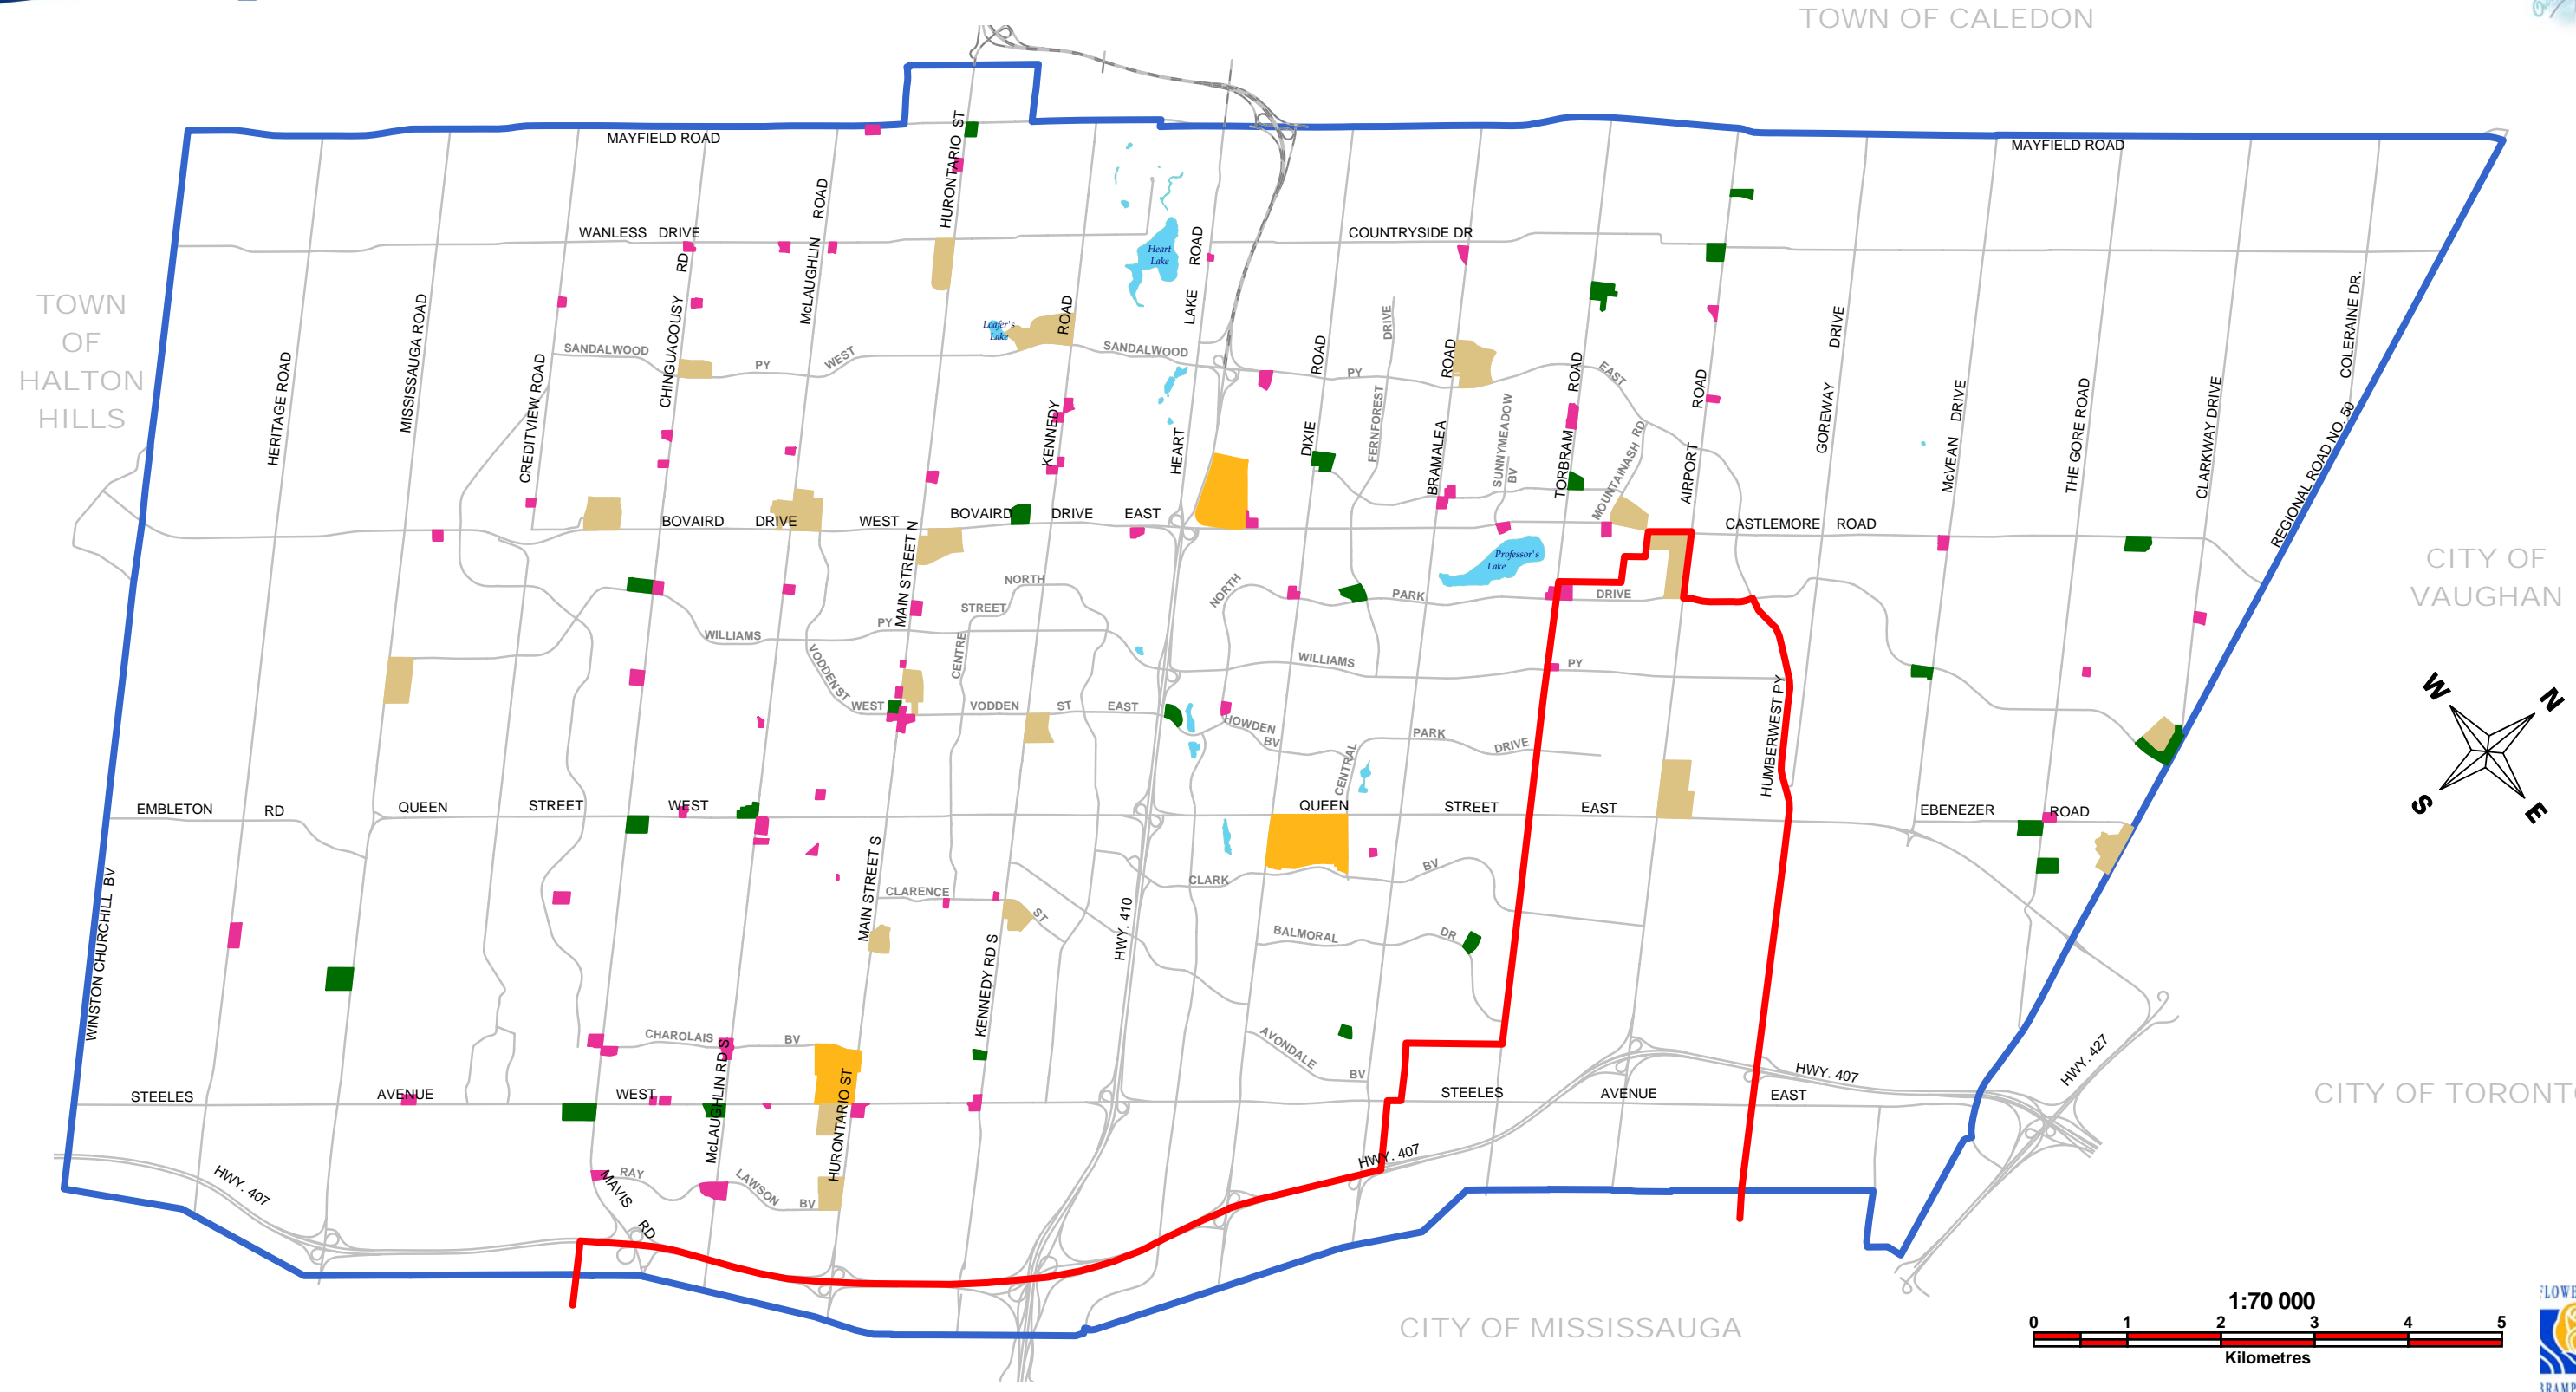 TOWN OF CALEDON
HURONTARIO ST
MAYFIELD ROAD
MAYFIELD ROAD
McLAUGHLIN ROAD
WANLESS DRIVE
COUNTRYSIDE DR
CHINGUACOUSY RD
Heart
Lake
HEART LAKE ROAD
TOWN
OF
HALTON
HILLS
HERITAGE ROAD
MISSISSAUGA ROAD
CREDITVIEW ROAD
Loafer's
Lake
KENNEDY ROAD
SANDALWOOD PY WEST
SANDALWOOD PY EAST
DIXIE ROAD
FERNFOREST DRIVE
BRAMALEA ROAD
SUNNYMEADOW
BV
TORBRAM ROAD
MOUNTAINASH RD
AIRPORT ROAD
GOREWAY DRIVE
McVEAN DRIVE
THE GORE ROAD
CLARKWAY DRIVE
COLERAINE DR.
REGIONAL ROAD NO. 50
BOVAIRD DRIVE WEST
BOVAIRD DRIVE EAST
CASTLEMORE ROAD
CITY OF
VAUGHAN
MAIN STREET N
Professor's
Lake
NORTH
STREET
CENTRE
NORTH PARK DRIVE
WILLIAMS PY
WILLIAMS PY
VODDEN ST WEST
VODDEN ST EAST
HOWDEN
BV
CENTRAL PARK DRIVE
HUMBERWEST PY
W
N
S
E
EMBLETON RD
QUEEN STREET WEST
QUEEN STREET EAST
EBENEZER ROAD
WINSTON CHURCHILL BV
MAIN STREET S
CLARENCE ST
CLARK BV
HWY. 410
BALMORAL DR
KENNEDY RD S
CHAROLAIS BV
McLAUGHLIN RD S
HURONTARIO ST
AVONDALE
BV
HWY. 407
HWY. 427
STEELES AVENUE WEST
STEELES AVENUE EAST
CITY OF TORONT
HWY. 407
HWY. 407
RAY LAWSON BV
MAVIS RD
CITY OF MISSISSAUGA
1:70 000
0 1 2 3 4 5
Kilometres
FLOWE
BRAMP